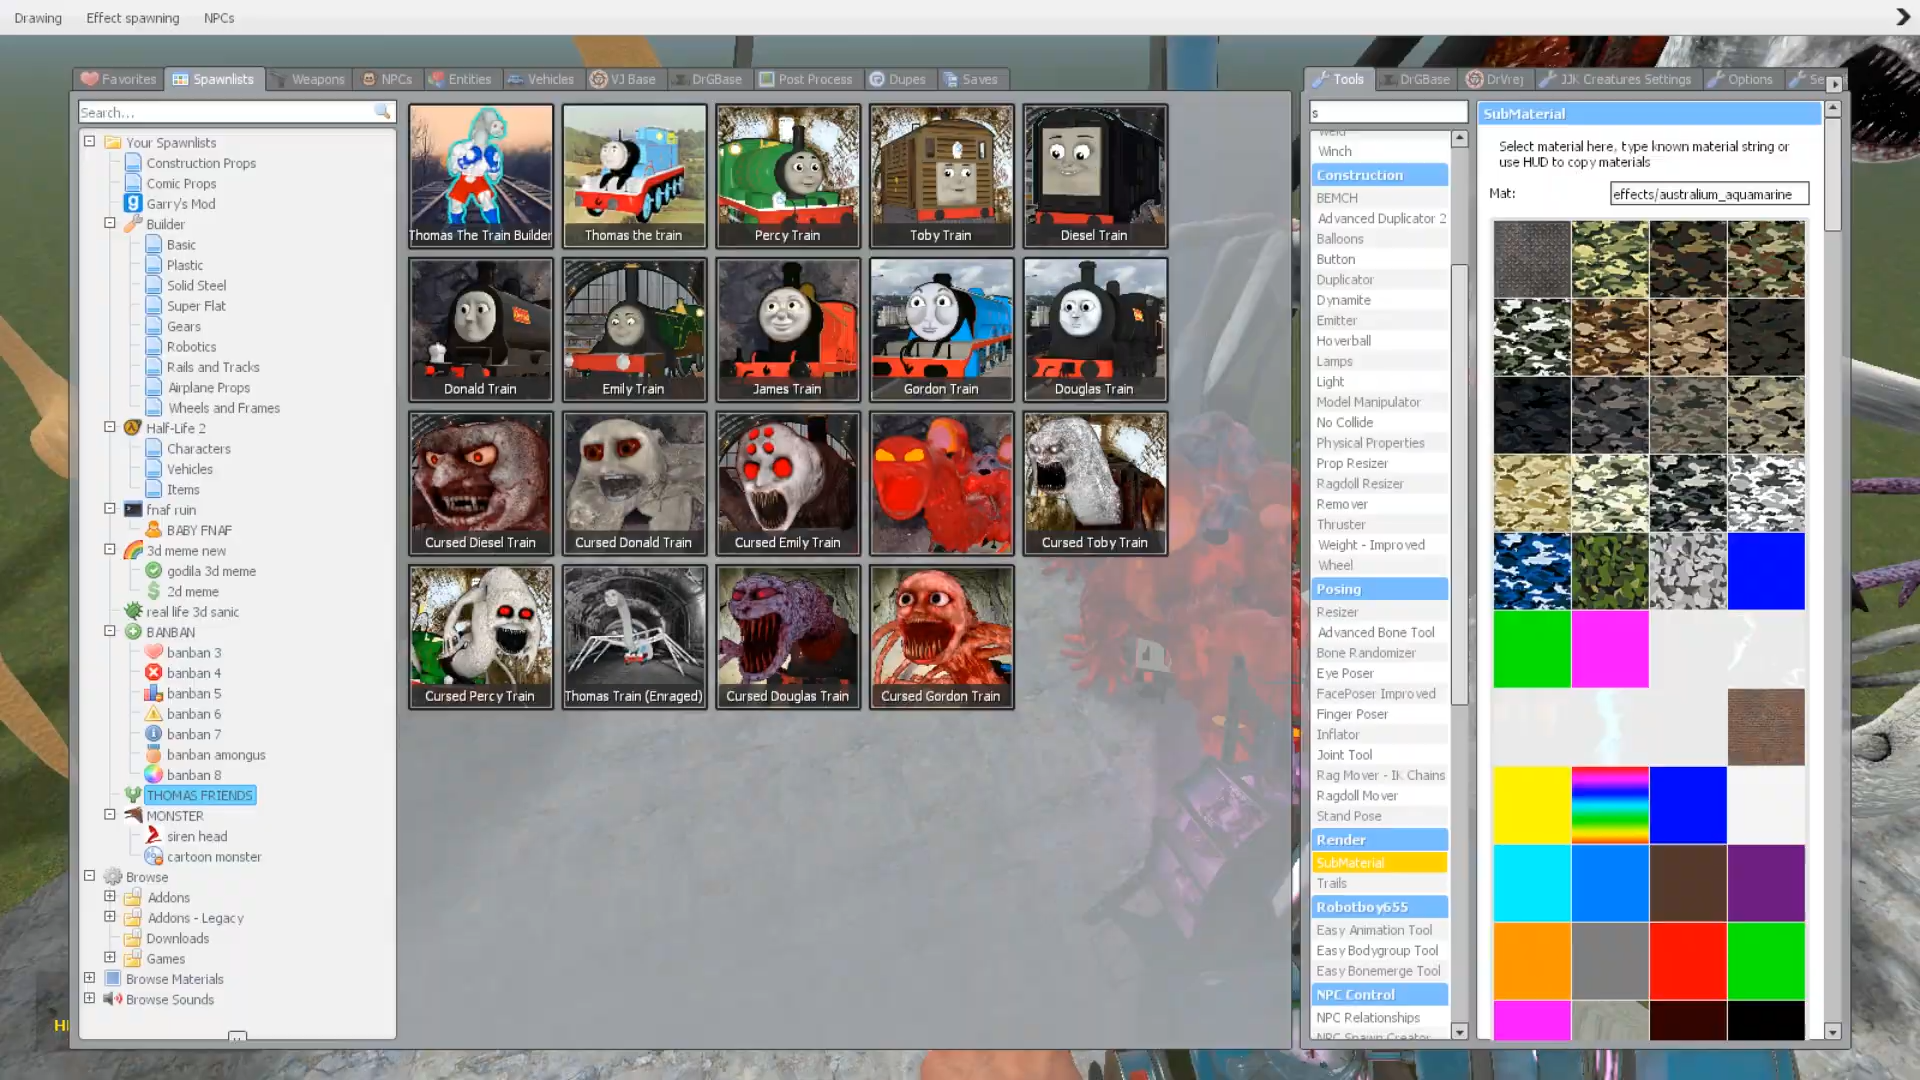 Drawing Effect spawning NPCs
Favorites Spawnlists Weapons NPCs Entities Vehicles VJ Base DrGBase Post Process Dupes Saves
Search...
Your Spawnlists
Construction Props
Comic Props
Garry's Mod
Builder
Basic
Plastic
Solid Steel
Super Flat
Gears
Robotics
Rails and Tracks
Airplane Props
Wheels and Frames
Half-Life 2
Characters
Vehicles
Items
fnaf ruin
BABY FNAF
3d meme new
godila 3d meme
2d meme
real life 3d sanic
BANBAN
banban 3
banban 4
banban 5
banban 6
banban 7
banban amongus
banban 8
THOMAS FRIENDS
MONSTER
siren head
cartoon monster
Browse
Addons
Addons - Legacy
Downloads
Games
Browse Materials
Browse Sounds
Thomas The Train Builder Thomas the train Percy Train Toby Train Diesel Train
Donald Train Emily Train James Train Gordon Train Douglas Train
Cursed Diesel Train Cursed Donald Train Cursed Emily Train Cursed Toby Train
Cursed Percy Train Thomas Train (Enraged) Cursed Douglas Train Cursed Gordon Train
Tools DrGBase DrVrej JJK Creatures Settings Options
s
Weld
Winch
Construction
BEMCH
Advanced Duplicator 2
Balloons
Button
Duplicator
Dynamite
Emitter
Hoverball
Lamps
Light
Model Manipulator
No Collide
Physical Properties
Prop Resizer
Ragdoll Resizer
Remover
Thruster
Weight - Improved
Wheel
Posing
Resizer
Advanced Bone Tool
Bone Randomizer
Eye Poser
FacePoser Improved
Finger Poser
Inflator
Joint Tool
Rag Mover - IK Chains
Ragdoll Mover
Stand Pose
Render
SubMaterial
Trails
Robotboy655
Easy Animation Tool
Easy Bodygroup Tool
Easy Bonemerge Tool
NPC Control
NPC Relationships
NPC Spawn Creator
SubMaterial
Select material here, type known material string or
use HUD to copy materials
Mat: effects/australium_aquamarine